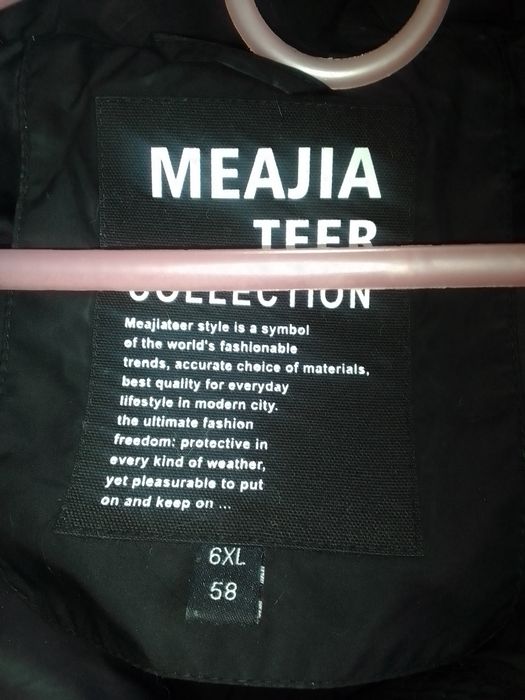 MEAJIA
TEER
COLLECTION
Meajiateer style is a symbol
of the world's fashionable
trends, accurate choice of materials,
best quality for everyday
lifestyle in modern city.
the ultimate fashion
freedom: protective in
every kind of weather,
yet pleasurable to put
on and keep on ...
6XL
58